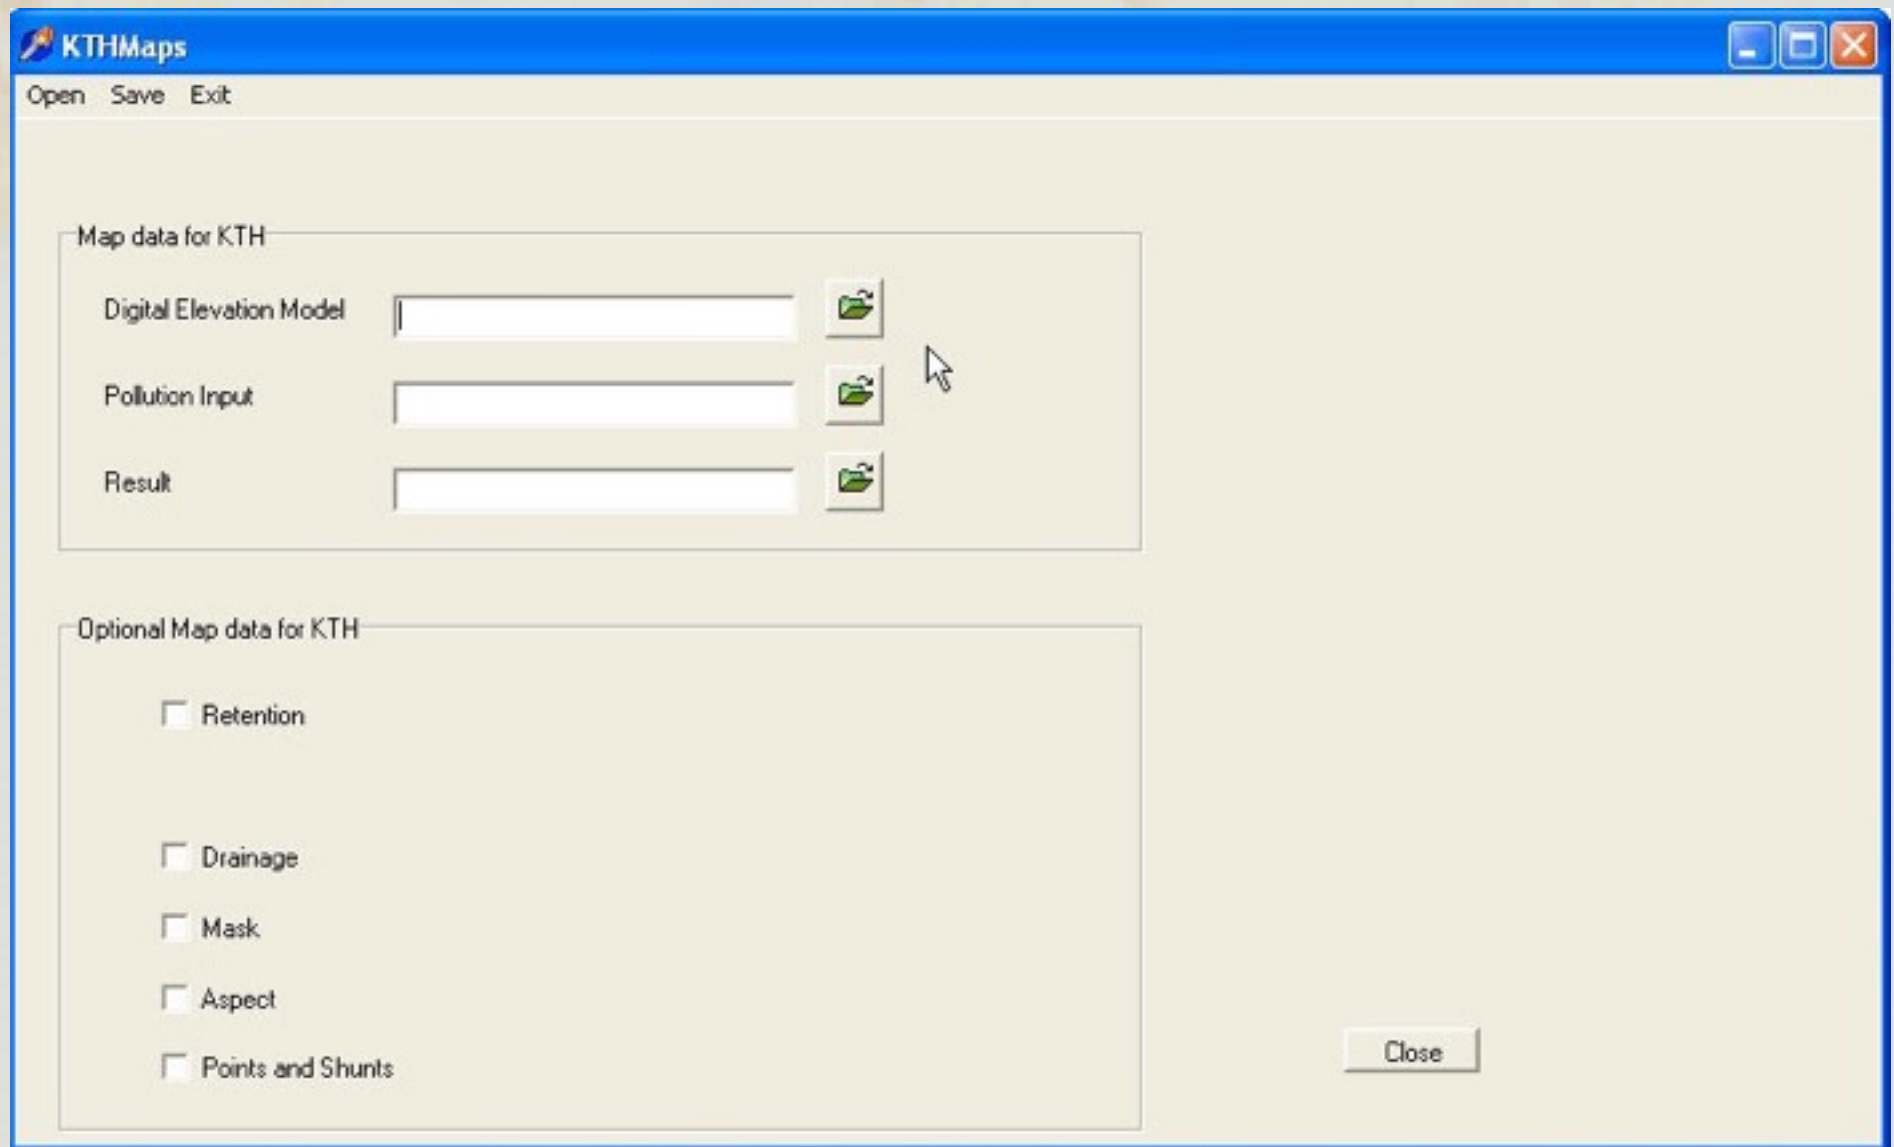 KTHMaps
Open Save Exit
Map data for KTH
Digital Elevation Model
Pollution Input
Result
Optional Map data for KTH
Retention
Drainage
Mask
Aspect
Points and Shunts
Close